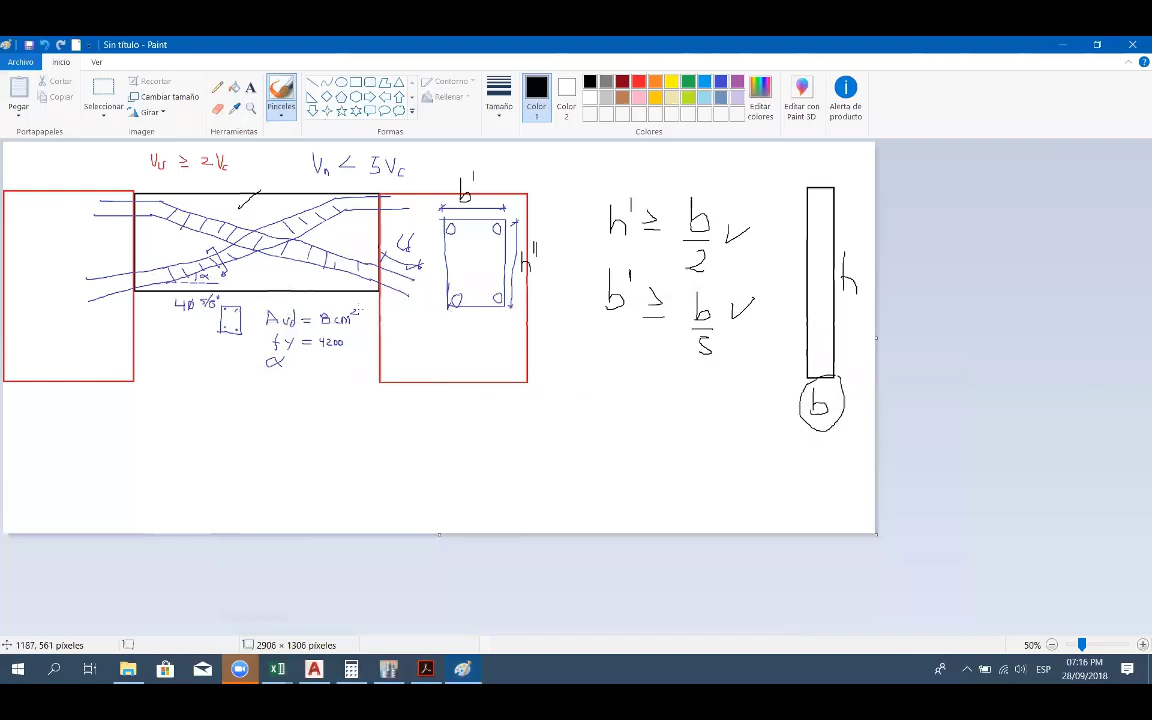 Sin título - Paint
Archivo Inicio Ver
Pegar
Cortar
Copiar
Portapapeles
Seleccionar
Recortar
Cambiar tamaño
Girar
Imagen
Herramientas
Pinceles
Formas
Contorno
Rellenar
Tamaño
Color 1
Color 2
Colores
Editar colores
Editar con Paint 3D
Alerta de producto
Vu ≥ 2Vc
Vn < 5Vc
b'
h'
α
4Ø 5/8"
Avd = 8cm²
fy = 4200
α
h' ≥ b/2 ✓
b' ≥ b/5 ✓
h
b
1187, 561 píxeles
2906 × 1306 píxeles
50%
ESP
07:16 PM
28/09/2018